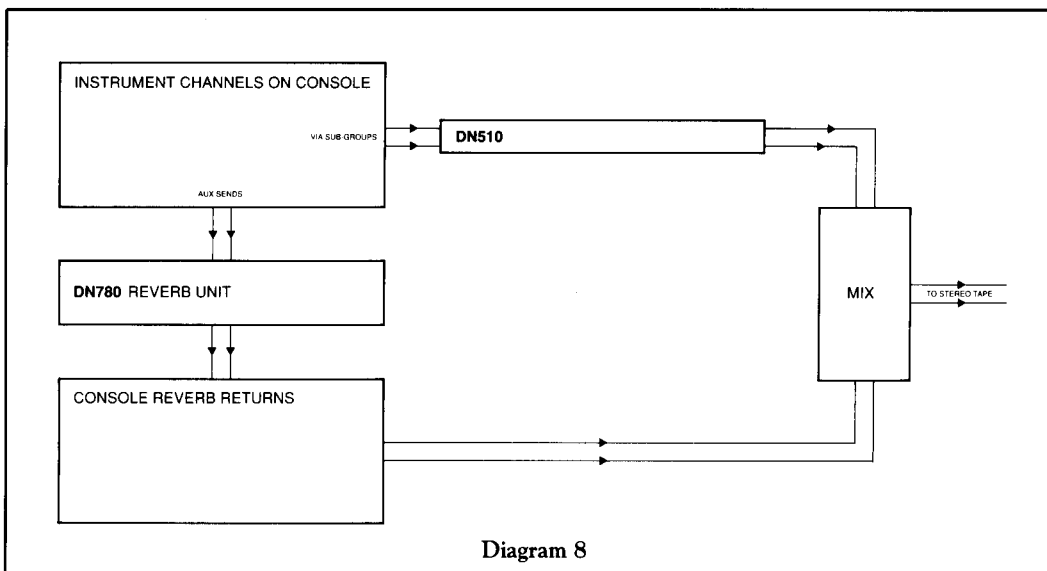 INSTRUMENT CHANNELS ON CONSOLE
VIA SUB-GROUPS
DN510
AUX SENDS
DN780 REVERB UNIT
MIX
TO STEREO TAPE
CONSOLE REVERB RETURNS
Diagram 8